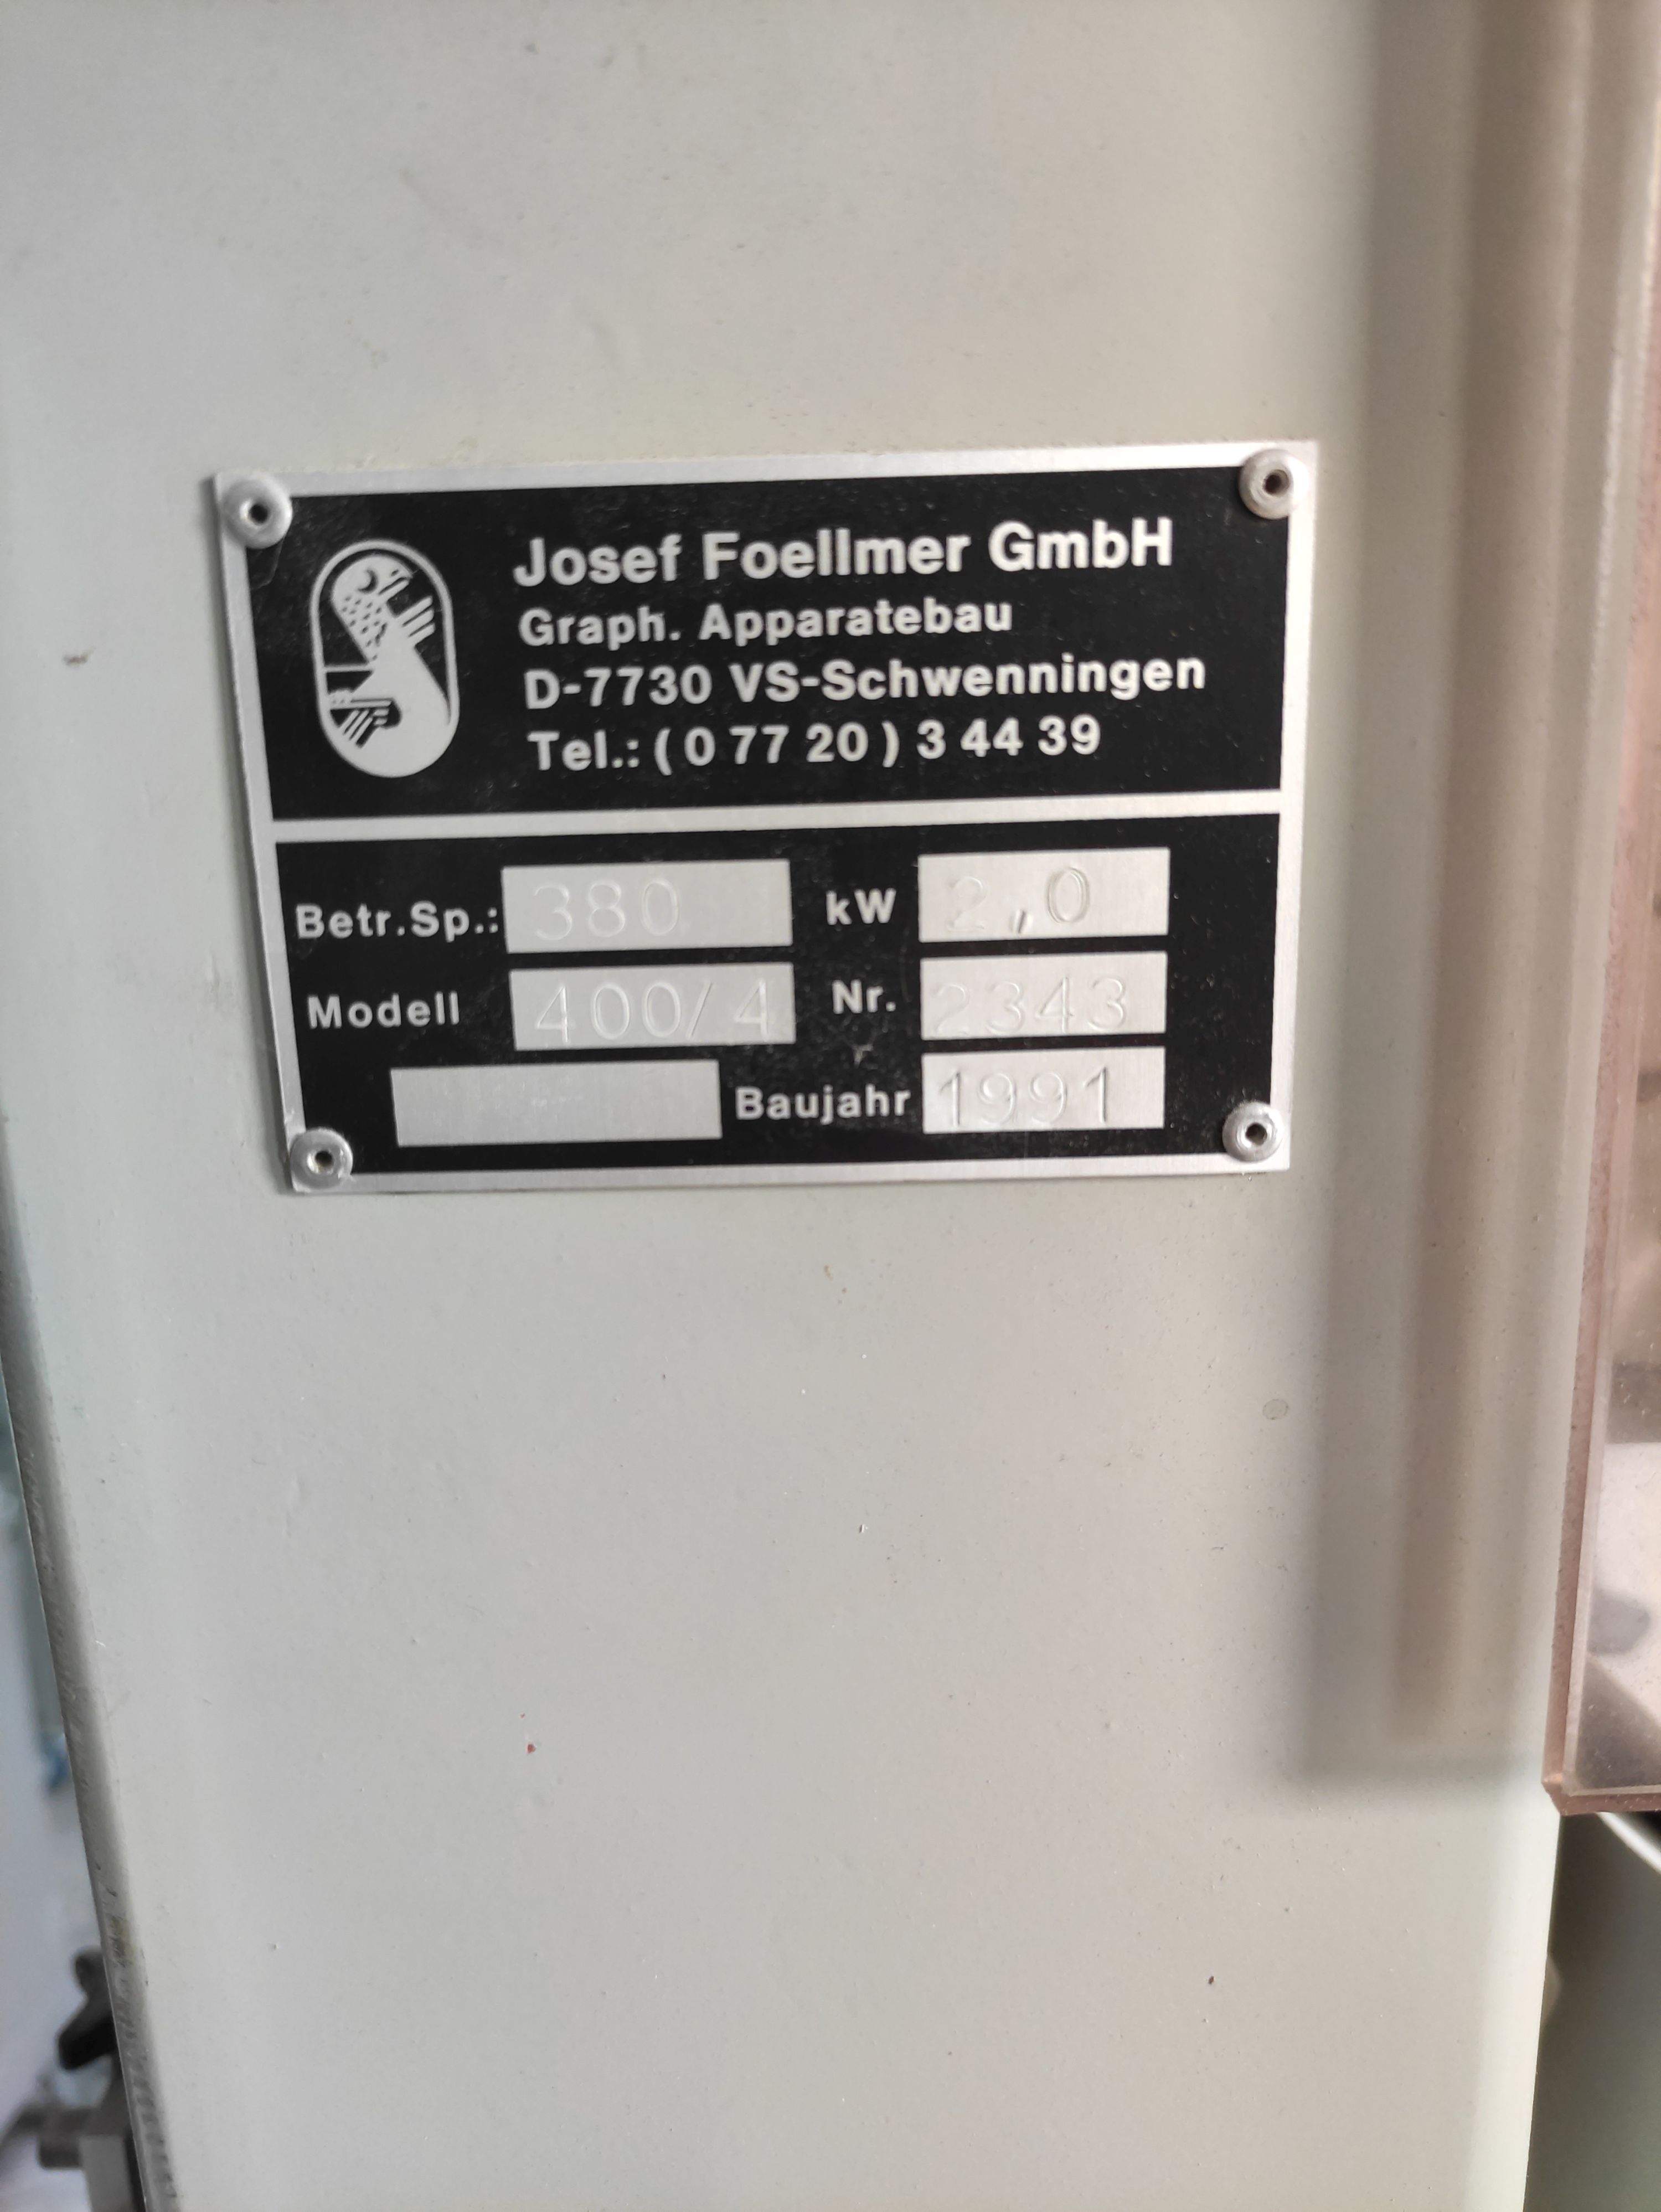 Josef Foellmer GmbH
Graph. Apparatebau
D-7730 VS-Schwenningen
Tel.: (0 77 20) 3 44 39
Betr.Sp.: 380 kW 2,0
Modell 400/4 Nr. 2343
Baujahr 1991